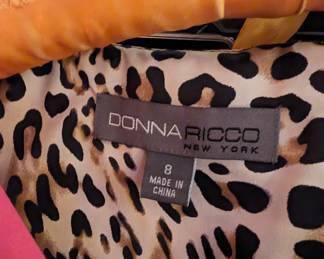 DONNARICCO
NEW YORK
8
MADE IN
CHINA